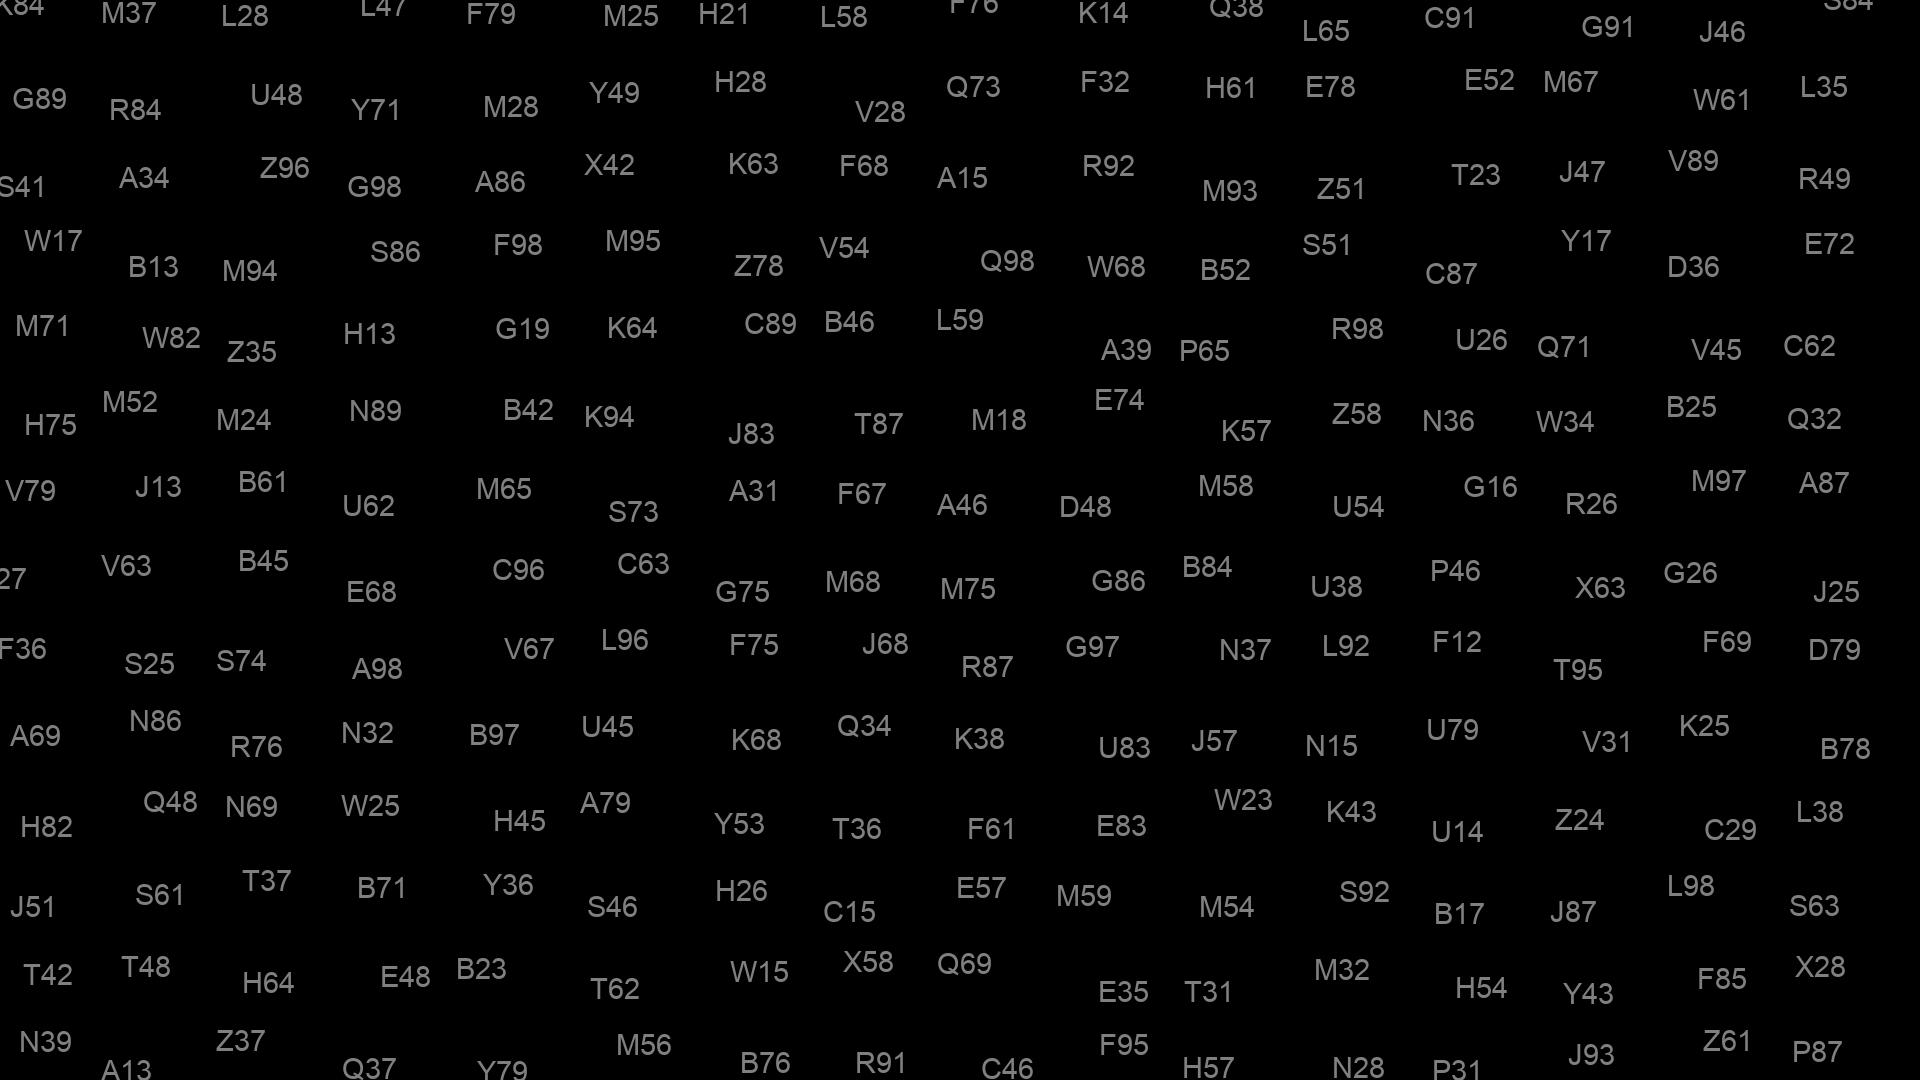 K84 M37 L28 L47 F79 M25 H21 L58 F76 K14 Q38 L65 C91 G91 J46 S84
G89 R84 U48 Y71 M28 Y49 H28 V28 Q73 F32 H61 E78 E52 M67 W61 L35
S41 A34 Z96 G98 A86 X42 K63 F68 A15 R92 M93 Z51 T23 J47 V89 R49
W17 B13 M94 S86 F98 M95 Z78 V54 Q98 W68 B52 S51 C87 Y17 D36 E72
M71 W82 Z35 H13 G19 K64 C89 B46 L59 A39 P65 R98 U26 Q71 V45 C62
H75 M52 M24 N89 B42 K94 J83 T87 M18 E74 K57 Z58 N36 W34 B25 Q32
V79 J13 B61 U62 M65 S73 A31 F67 A46 D48 M58 U54 G16 R26 M97 A87
27 V63 B45 E68 C96 C63 G75 M68 M75 G86 B84 U38 P46 X63 G26 J25
F36 S25 S74 A98 V67 L96 F75 J68 R87 G97 N37 L92 F12 T95 F69 D79
A69 N86 R76 N32 B97 U45 K68 Q34 K38 U83 J57 N15 U79 V31 K25 B78
H82 Q48 N69 W25 H45 A79 Y53 T36 F61 E83 W23 K43 U14 Z24 C29 L38
J51 S61 T37 B71 Y36 S46 H26 C15 E57 M59 M54 S92 B17 J87 L98 S63
T42 T48 H64 E48 B23 T62 W15 X58 Q69 E35 T31 M32 H54 Y43 F85 X28
N39 A13 Z37 Q37 Y79 M56 B76 R91 C46 F95 H57 N28 P31 J93 Z61 P87